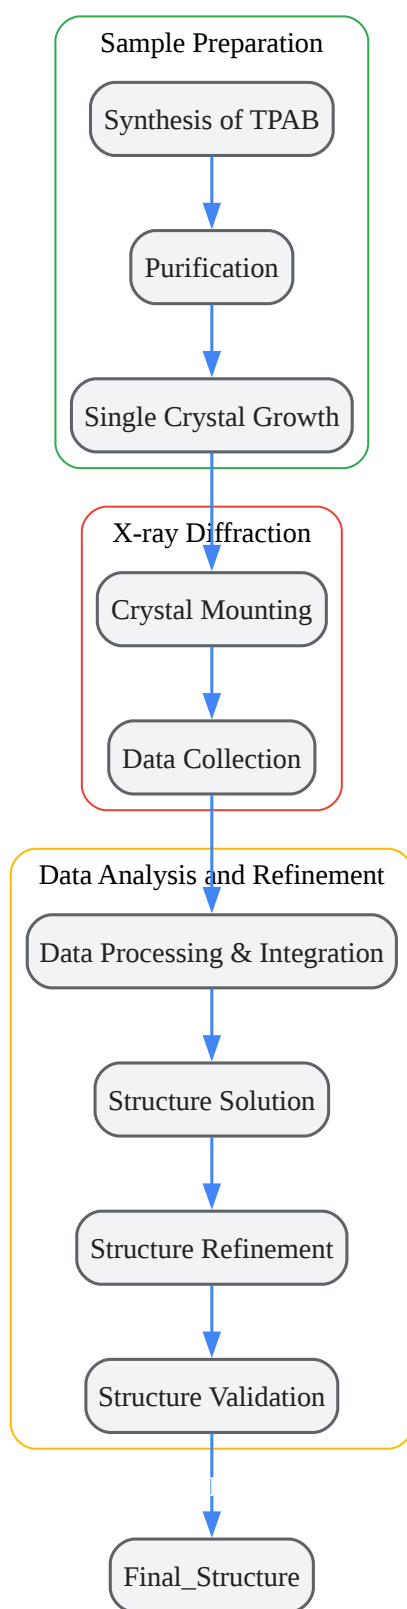 Sample Preparation
Synthesis of TPAB
Purification
Single Crystal Growth
X-ray Diffraction
Crystal Mounting
Data Collection
Data Analysis and Refinement
Data Processing & Integration
Structure Solution
Structure Refinement
Structure Validation
Final_Structure